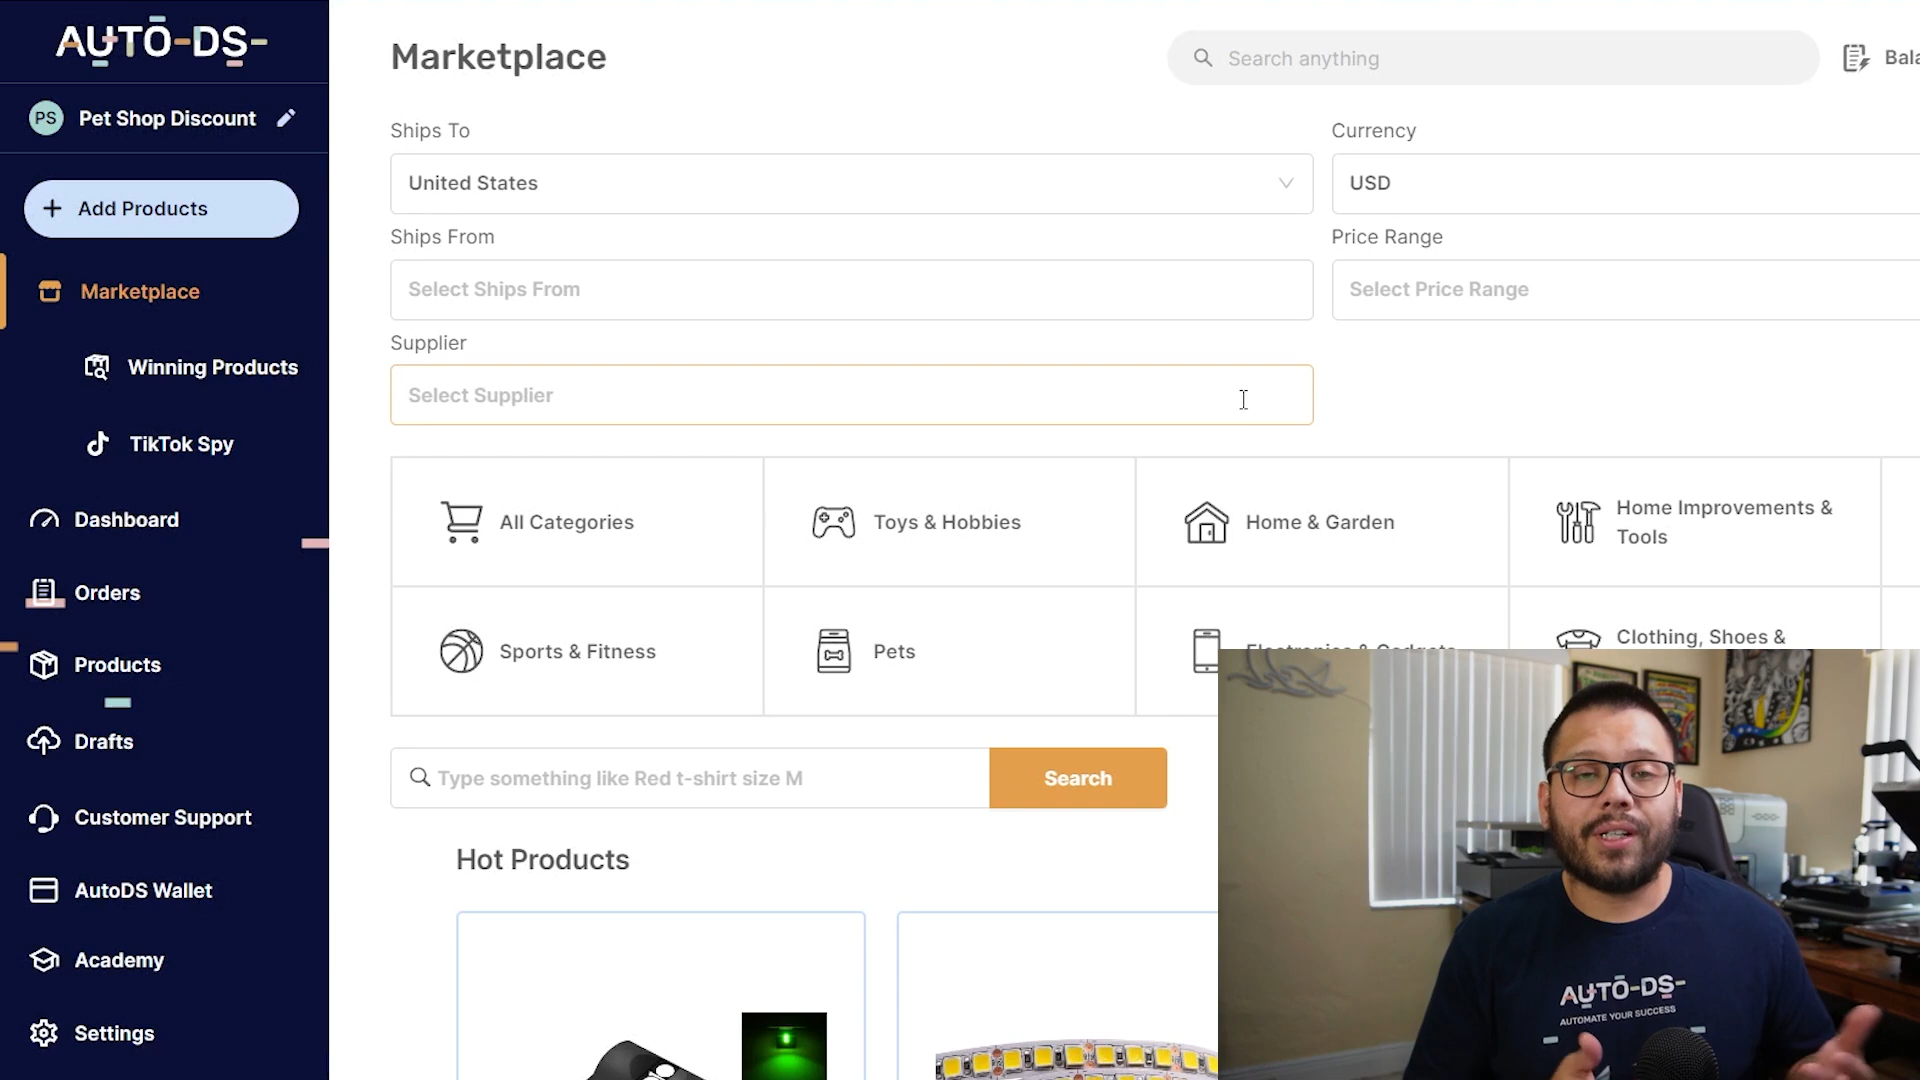 AUTO-DS-
PS Pet Shop Discount
+ Add Products
Marketplace
Winning Products
TikTok Spy
Dashboard
Orders
Products
Drafts
Customer Support
AutoDS Wallet
Academy
Settings
Marketplace
Search anything
Bala
Ships To
Currency
United States
USD
Ships From
Price Range
Select Ships From
Select Price Range
Supplier
Select Supplier
All Categories
Toys & Hobbies
Home & Garden
Home Improvements &
Tools
Sports & Fitness
Pets
Electronics & Gadgets
Clothing, Shoes &
Type something like Red t-shirt size M
Search
Hot Products
AUTO-DS-
AUTOMATE YOUR SUCCESS